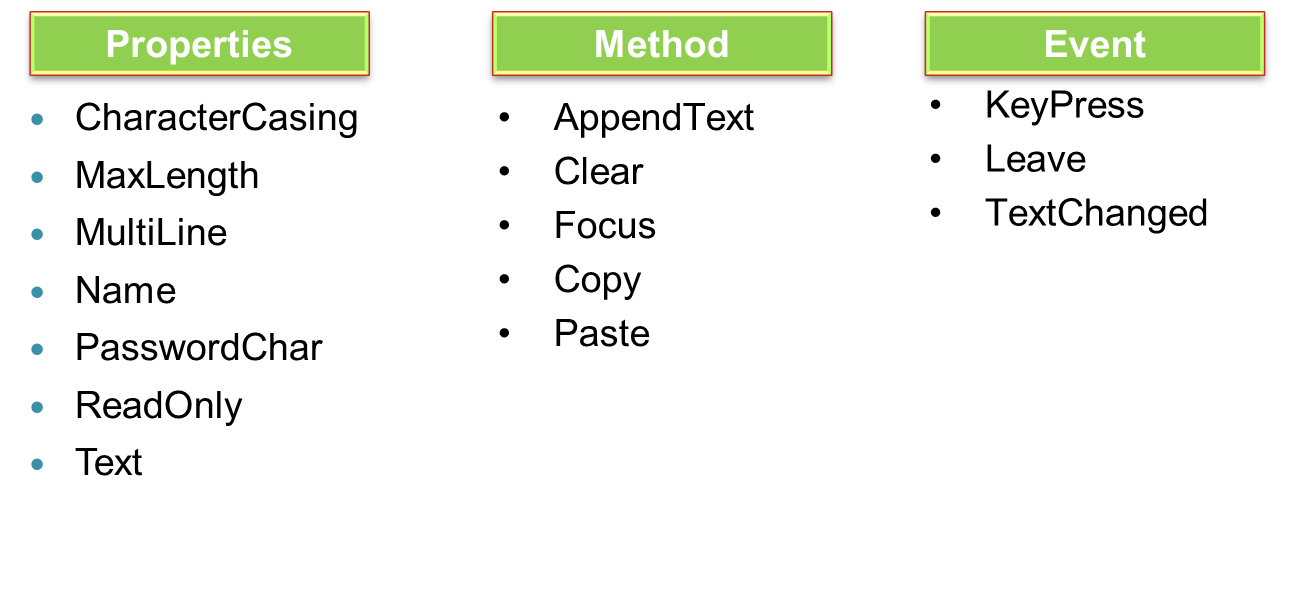 Properties
CharacterCasing
MaxLength
MultiLine
Name
PasswordChar
ReadOnly
Text
Method
AppendText
Clear
Focus
Copy
Paste
Event
KeyPress
Leave
TextChanged